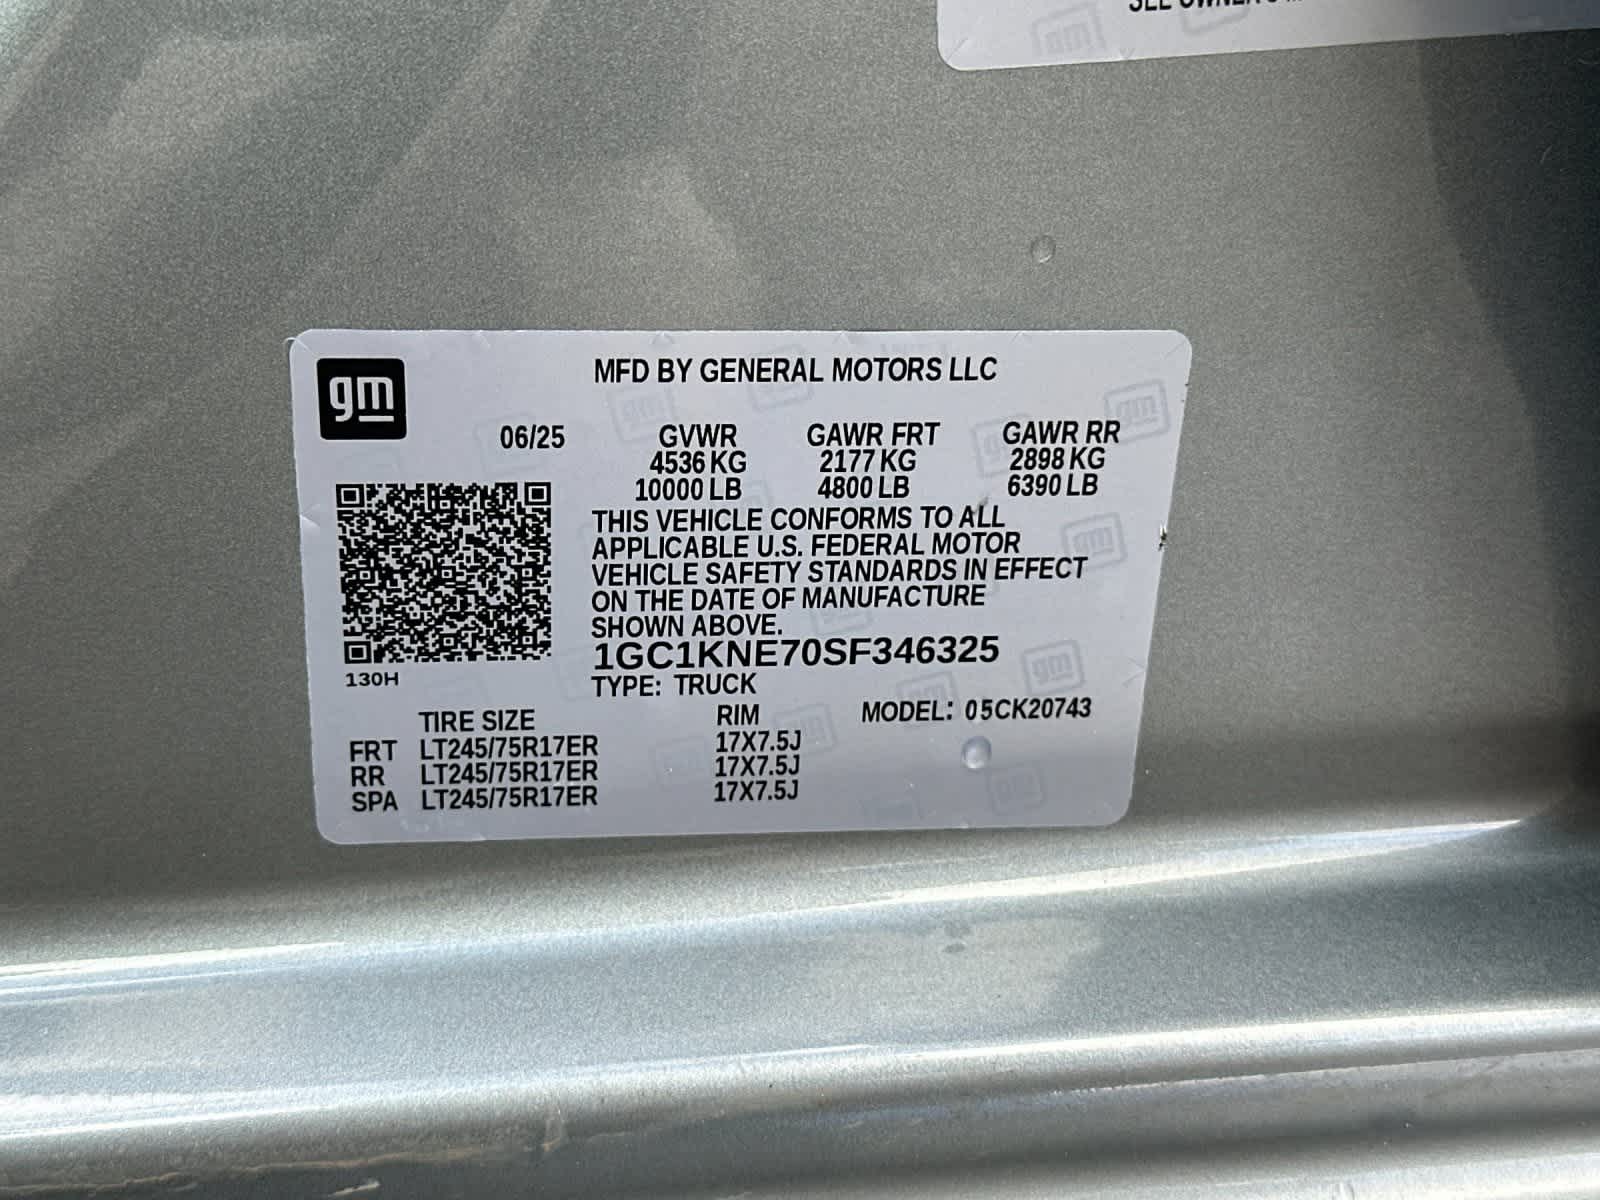 SEE OWNER'S
gm
MFD BY GENERAL MOTORS LLC
06/25 GVWR GAWR FRT GAWR RR
4536 KG 2177 KG 2898 KG
10000 LB 4800 LB 6390 LB
THIS VEHICLE CONFORMS TO ALL
APPLICABLE U.S. FEDERAL MOTOR
VEHICLE SAFETY STANDARDS IN EFFECT
ON THE DATE OF MANUFACTURE
SHOWN ABOVE.
1GC1KNE70SF346325
130H
TYPE: TRUCK
TIRE SIZE RIM MODEL: 05CK20743
FRT LT245/75R17ER 17X7.5J
RR LT245/75R17ER 17X7.5J
SPA LT245/75R17ER 17X7.5J